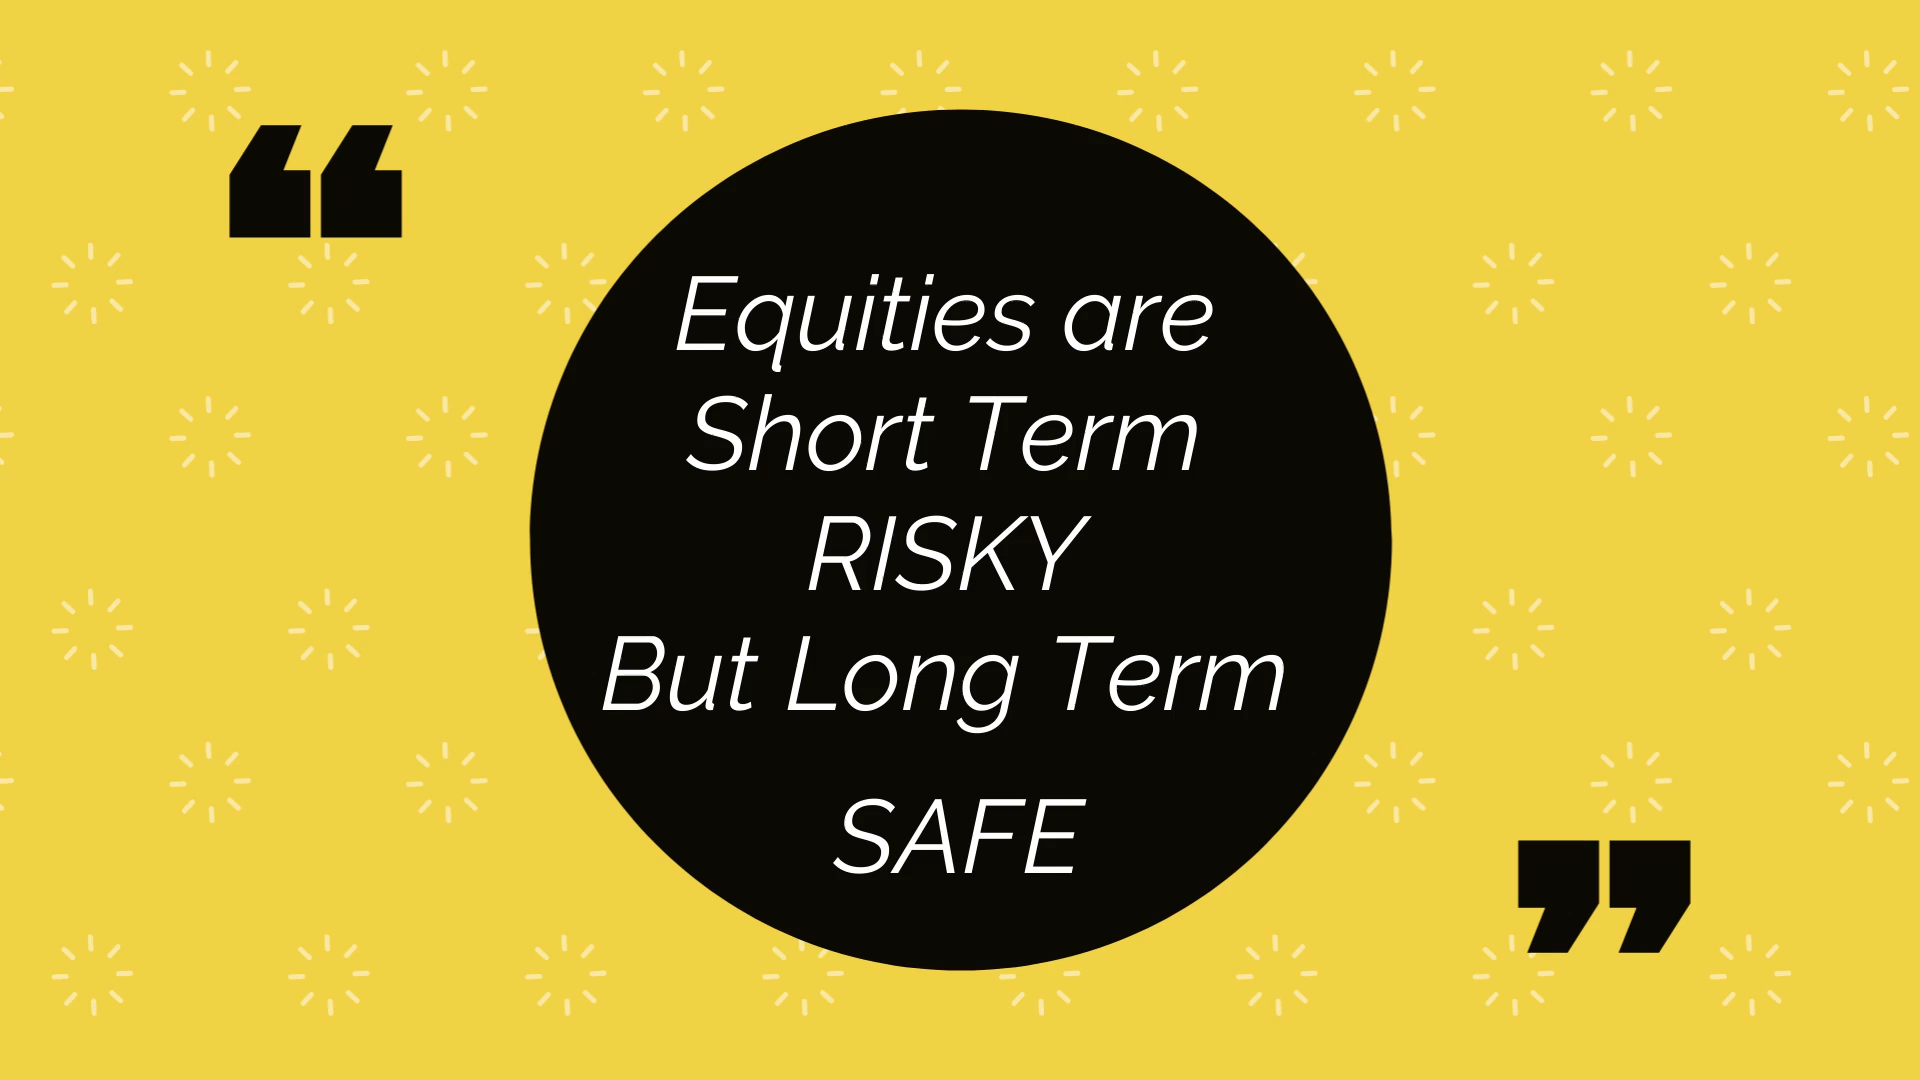 “
Equities are
Short Term
RISKY
But Long Term
SAFE
”